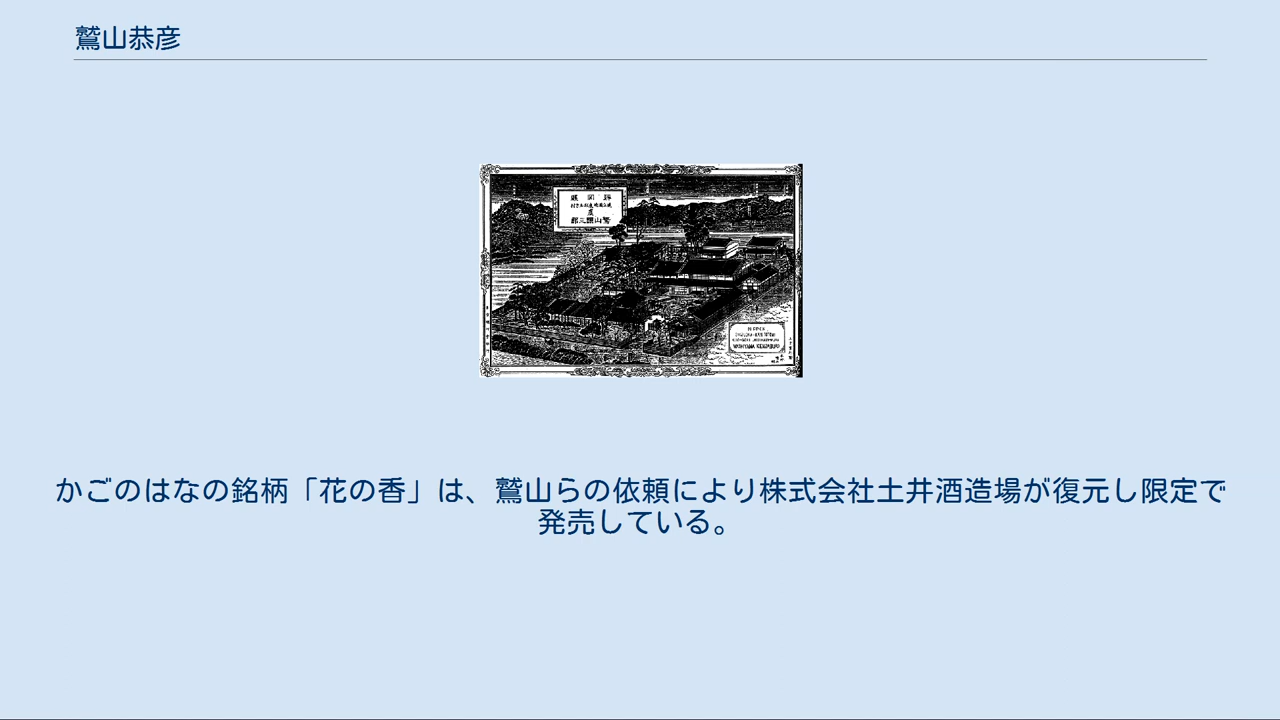 鷲山恭彦
かごのはなの銘柄「花の香」は、鷲山らの依頼により株式会社土井酒造場が復元し限定で
発売している。